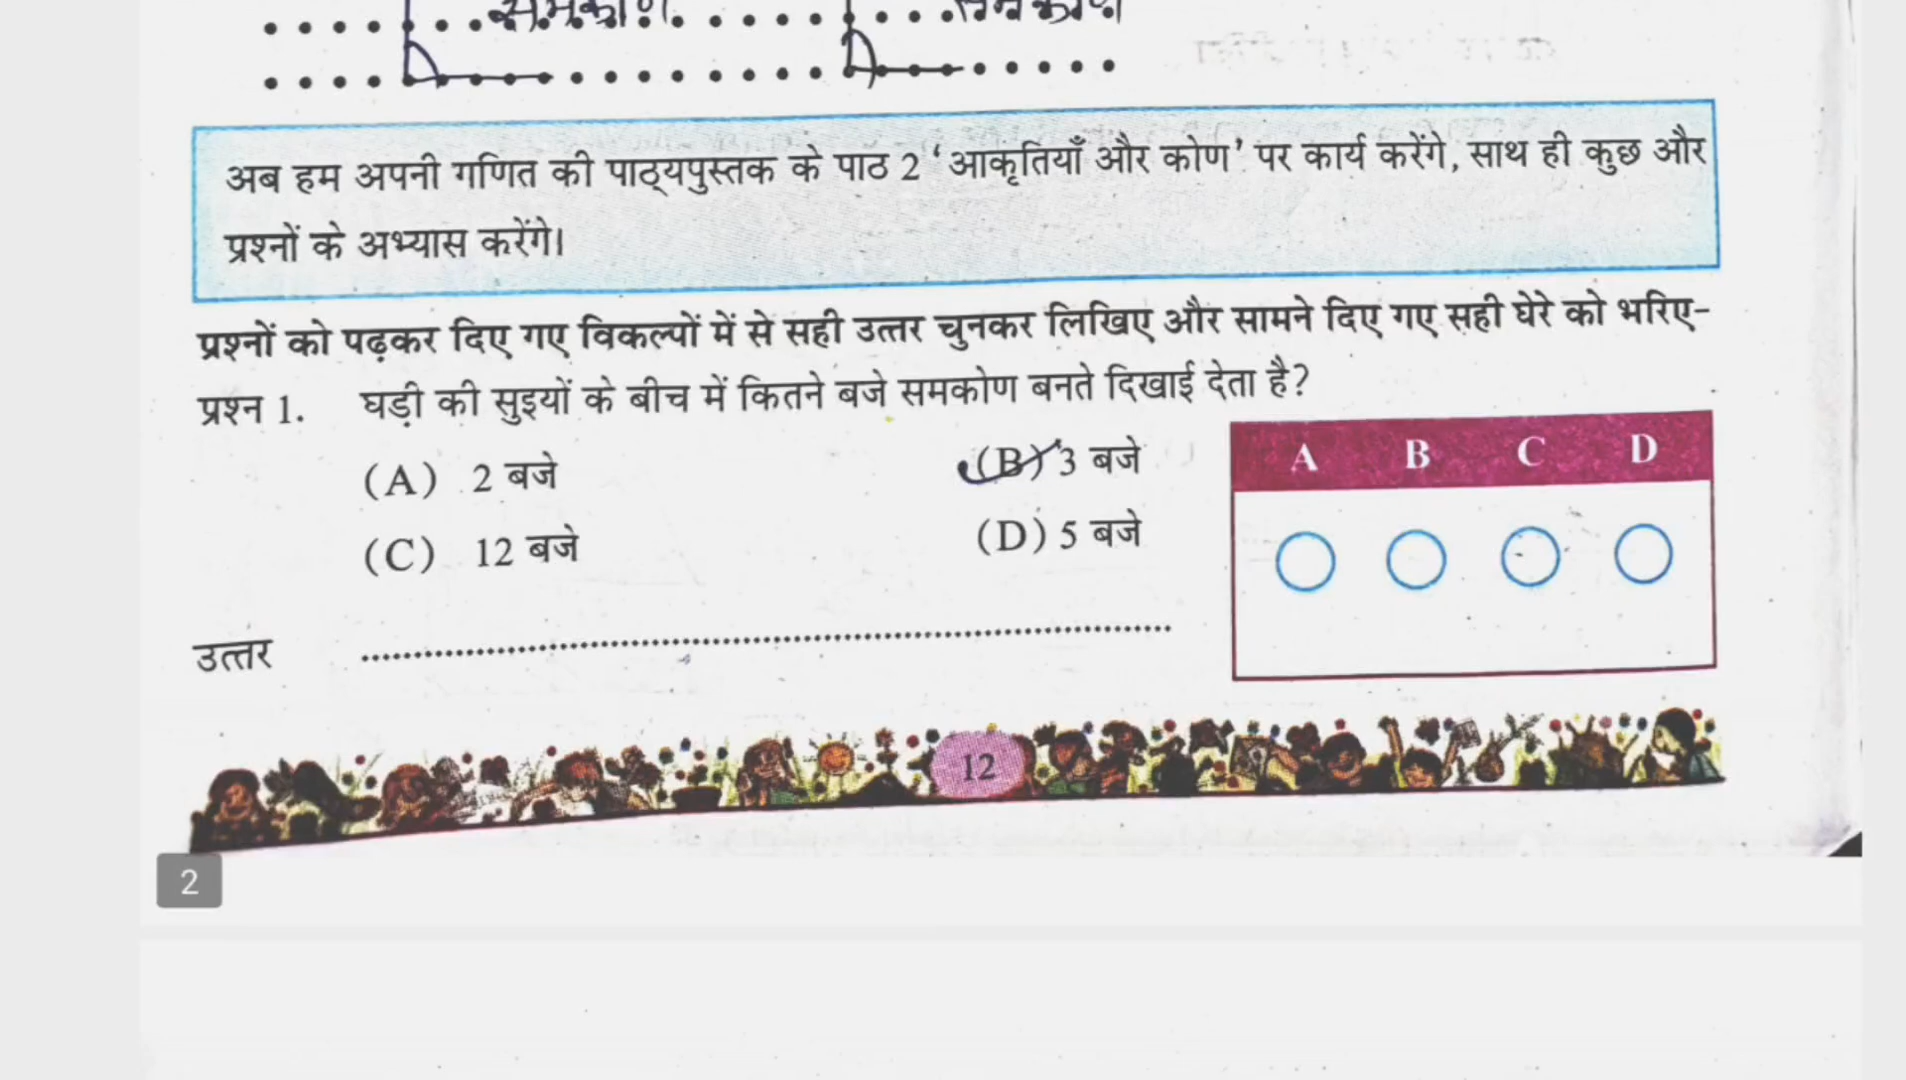 समकोण समकोण
अब हम अपनी गणित की पाठ्यपुस्तक के पाठ 2 ‘आकृतियाँ और कोण’ पर कार्य करेंगे, साथ ही कुछ और
प्रश्नों के अभ्यास करेंगे।
प्रश्नों को पढ़कर दिए गए विकल्पों में से सही उत्तर चुनकर लिखिए और सामने दिए गए सही घेरे को भरिए-
प्रश्न 1. घड़ी की सुइयों के बीच में कितने बजे समकोण बनते दिखाई देता है?
(A) 2 बजे (B) 3 बजे
(C) 12 बजे (D) 5 बजे
A B C D
उत्तर ........................................
12
2